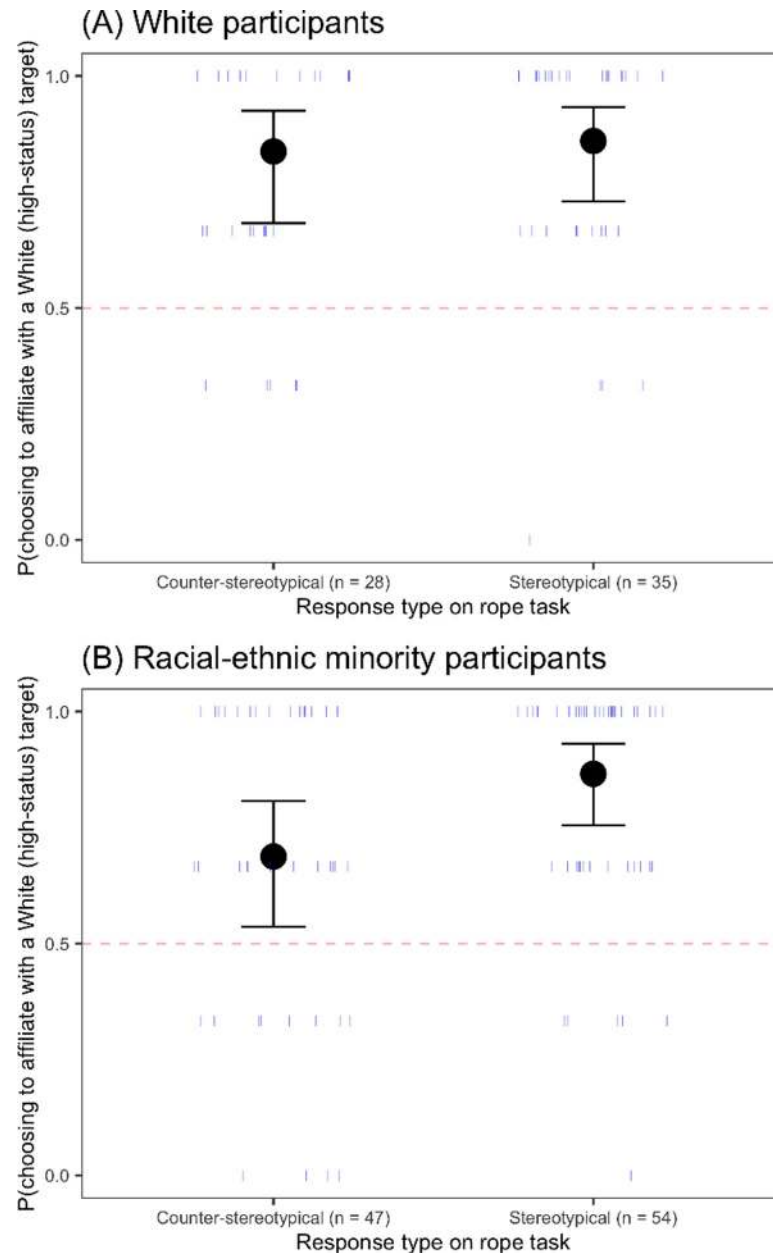 (A) White participants
P(choosing to affiliate with a White (high-status) target)
1.0
0.5
0.0
Counter-stereotypical (n = 28)
Stereotypical (n = 35)
Response type on rope task
(B) Racial-ethnic minority participants
P(choosing to affiliate with a White (high-status) target)
1.0
0.5
0.0
Counter-stereotypical (n = 47)
Stereotypical (n = 54)
Response type on rope task